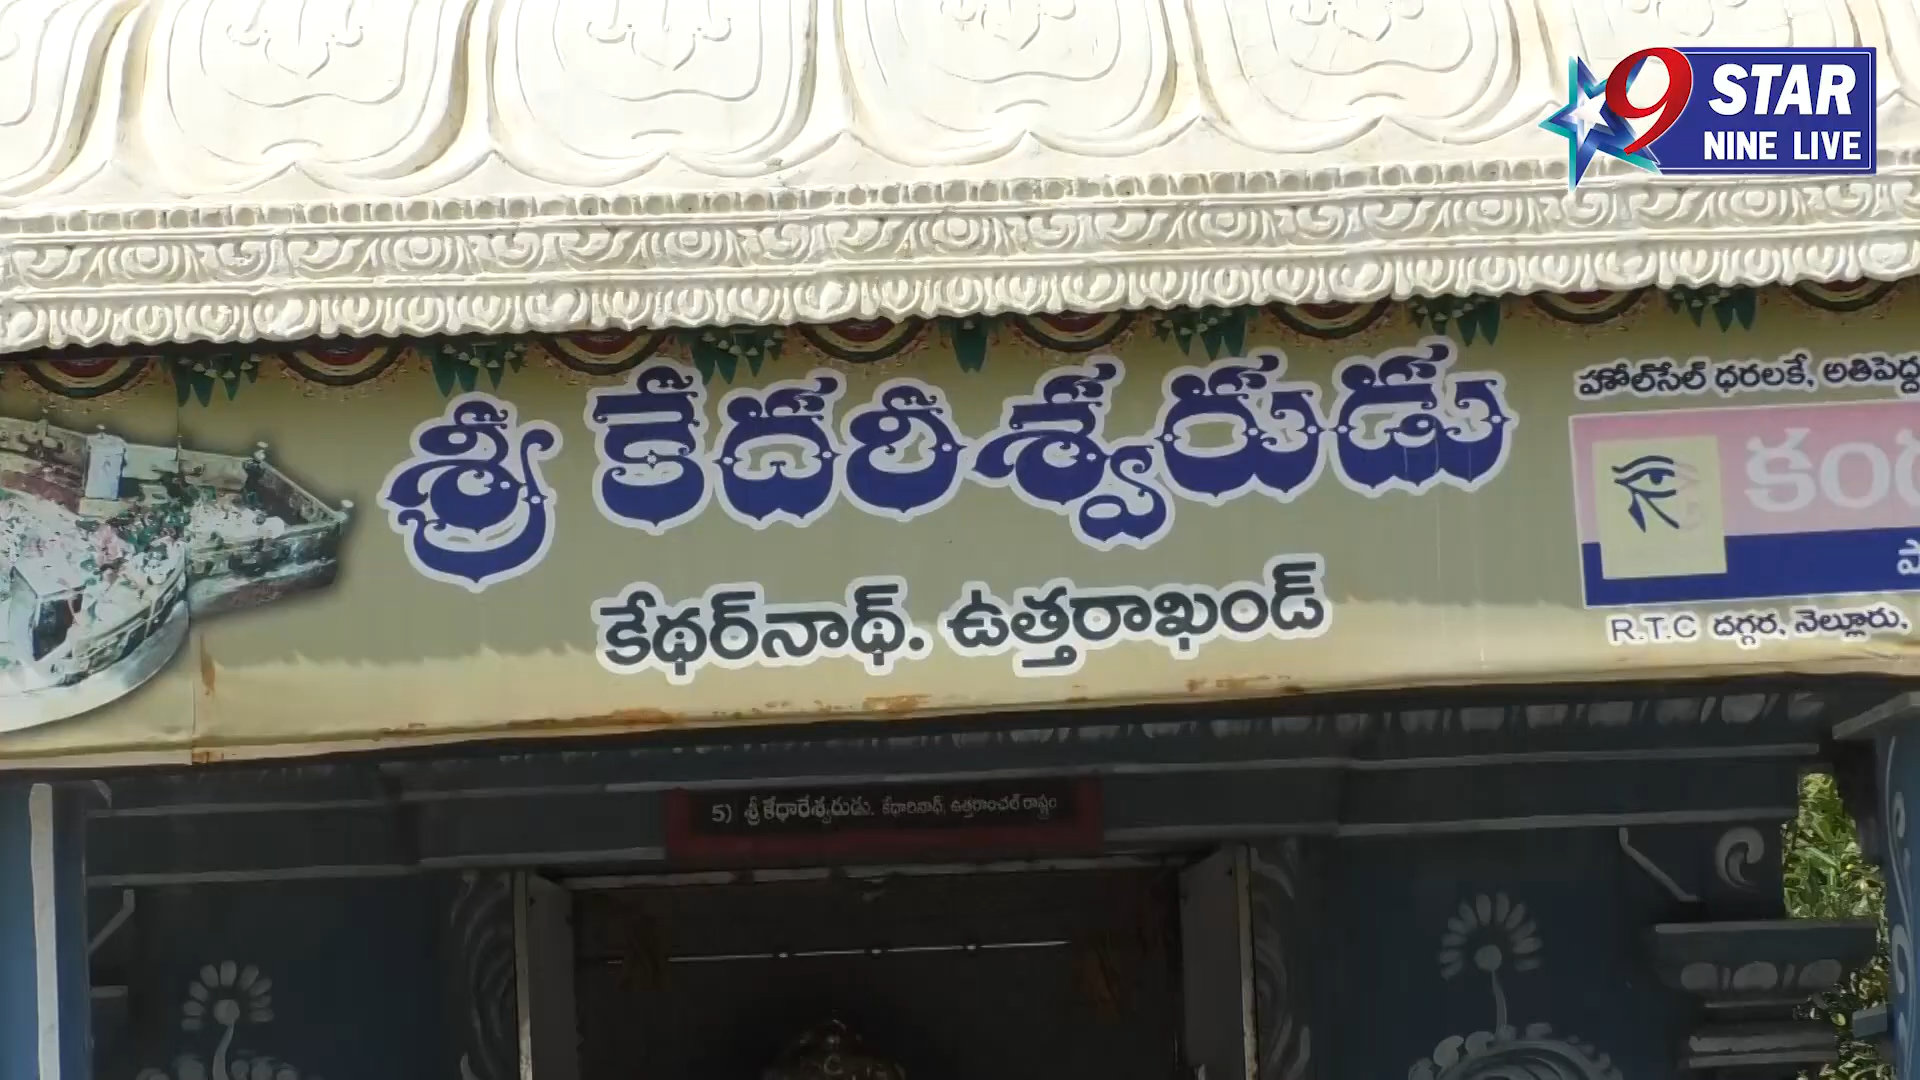 9 STAR
NINE LIVE
హోల్‌సేల్ ధరలకే, అతిపెద్ద
శ్రీ కేదరీశ్వరుడు
కేథర్‌నాథ్. ఉత్తరాఖండ్
R.T.C దగ్గర, నెల్లూరు,
5) శ్రీ కేధారేశ్వరుడు. కేధారినాథ్, ఉత్తరాంచల్ రాష్ట్రం